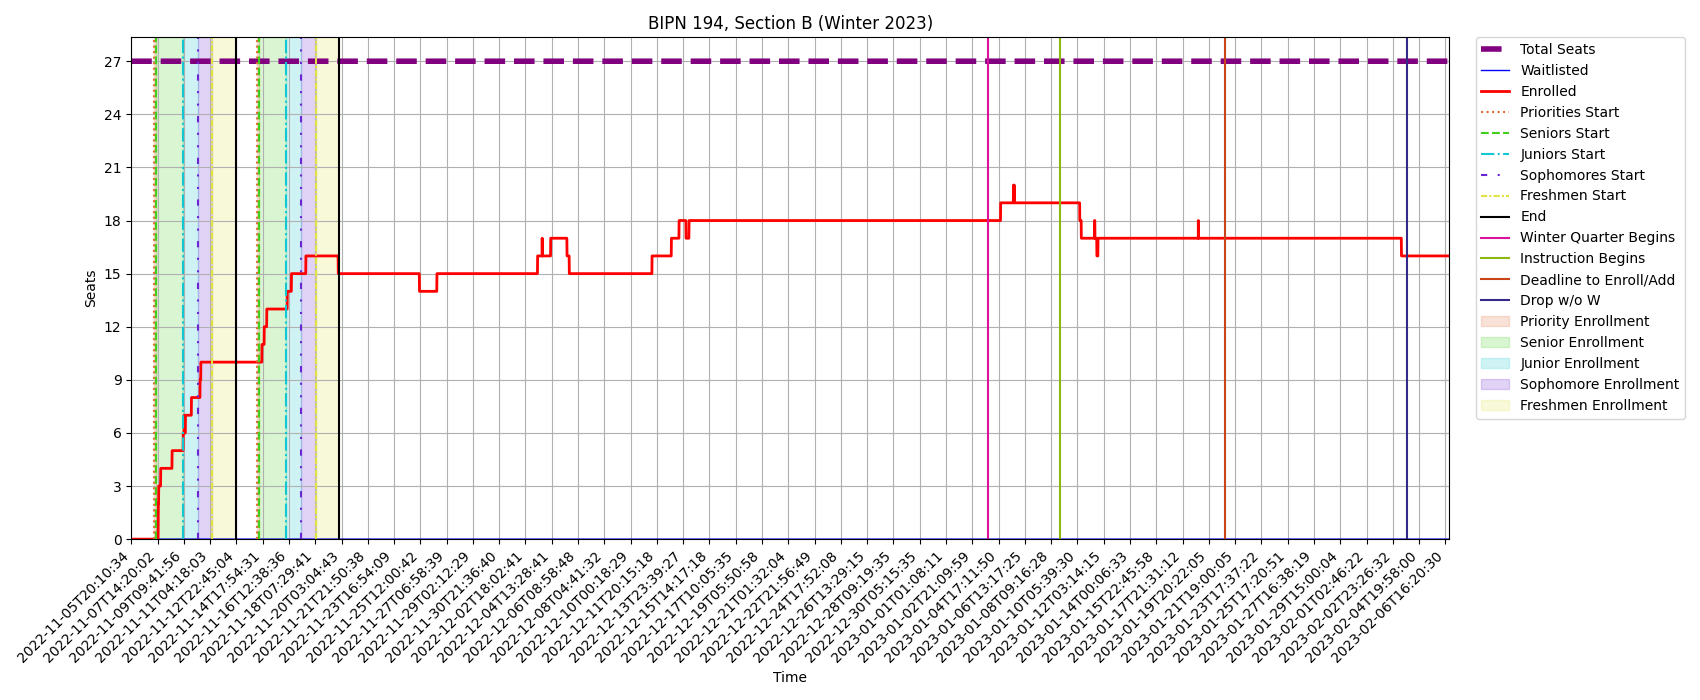 BIPN 194, Section B (Winter 2023)
Seats
27
24
21
18
15
12
9
6
3
0
2022-11-05T20:10:34
2022-11-07T14:20:02
2022-11-09T09:41:56
2022-11-11T04:18:03
2022-11-12T22:45:04
2022-11-14T17:54:31
2022-11-16T12:38:36
2022-11-18T07:29:41
2022-11-20T03:04:43
2022-11-21T21:50:38
2022-11-23T16:54:09
2022-11-25T12:00:42
2022-11-27T06:58:39
2022-11-29T02:12:29
2022-11-30T21:36:40
2022-12-02T18:02:41
2022-12-04T13:28:41
2022-12-06T08:58:48
2022-12-08T04:41:32
2022-12-10T00:18:29
2022-12-11T20:15:18
2022-12-13T23:39:27
2022-12-15T14:17:18
2022-12-17T10:05:35
2022-12-19T05:50:58
2022-12-21T01:32:04
2022-12-22T21:56:49
2022-12-24T17:52:08
2022-12-26T13:29:15
2022-12-28T09:19:35
2022-12-30T05:15:35
2023-01-01T01:08:11
2023-01-02T21:09:59
2023-01-04T17:11:50
2023-01-06T13:17:25
2023-01-08T09:16:28
2023-01-10T05:39:30
2023-01-12T03:14:15
2023-01-14T00:06:33
2023-01-15T22:45:58
2023-01-17T21:31:12
2023-01-19T20:22:05
2023-01-21T19:00:05
2023-01-23T17:37:22
2023-01-25T17:20:51
2023-01-27T16:38:19
2023-01-29T15:00:04
2023-02-01T02:46:22
2023-02-02T23:26:32
2023-02-04T19:58:00
2023-02-06T16:20:30
Time
Total Seats
Waitlisted
Enrolled
Priorities Start
Seniors Start
Juniors Start
Sophomores Start
Freshmen Start
End
Winter Quarter Begins
Instruction Begins
Deadline to Enroll/Add
Drop w/o W
Priority Enrollment
Senior Enrollment
Junior Enrollment
Sophomore Enrollment
Freshmen Enrollment